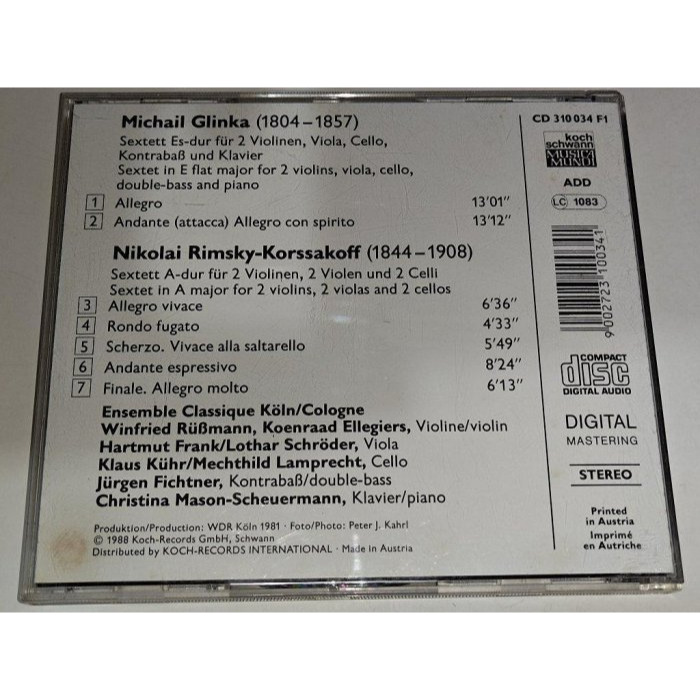 Michail Glinka (1804–1857)
Sextett Es-dur für 2 Violinen, Viola, Cello,
Kontrabaß und Klavier
Sextet in E flat major for 2 violins, viola, cello,
double-bass and piano
1 Allegro 13'01"
2 Andante (attacca) Allegro con spirito 13'12"
Nikolai Rimsky-Korssakoff (1844–1908)
Sextett A-dur für 2 Violinen, 2 Violen und 2 Celli
Sextet in A major for 2 violins, 2 violas and 2 cellos
3 Allegro vivace 6'36"
4 Rondo fugato 4'33"
5 Scherzo. Vivace alla saltarello 5'49"
6 Andante espressivo 8'24"
7 Finale. Allegro molto 6'13"
Ensemble Classique Köln/Cologne
Winfried Rüßmann, Koenraad Ellegiers, Violine/violin
Hartmut Frank/Lothar Schröder, Viola
Klaus Kühr/Mechthild Lamprecht, Cello
Jürgen Fichtner, Kontrabaß/double-bass
Christina Mason-Scheuermann, Klavier/piano
Produktion/Production: WDR Köln 1981 · Foto/Photo: Peter J. Kahrl
© 1988 Koch-Records GmbH, Schwann
Distributed by KOCH-RECORDS INTERNATIONAL · Made in Austria
CD 310 034 F1
koch
schwann
MUSICA
MUNDI
ADD
LC 1083
9 002723 100341
COMPACT
disc
DIGITAL AUDIO
DIGITAL
MASTERING
STEREO
Printed
in Austria
Imprimé
en Autriche